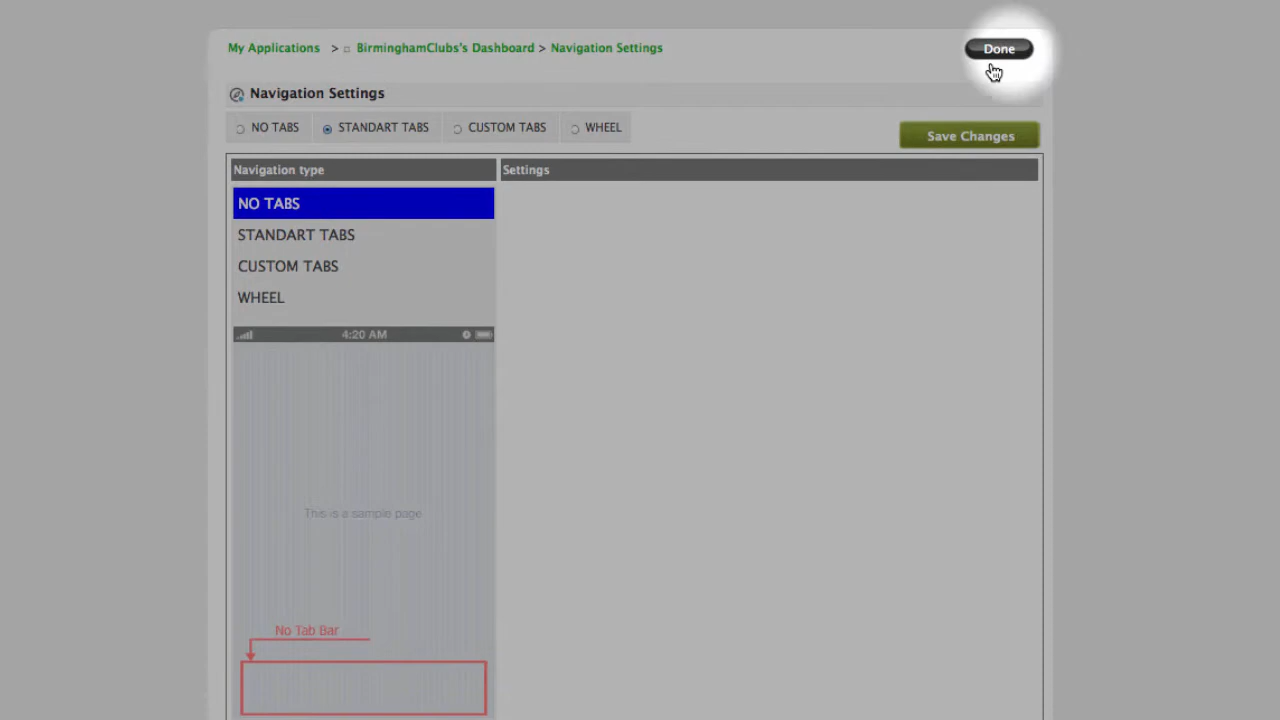 My Applications > BirminghamClubs's Dashboard > Navigation Settings
Done
Navigation Settings
NO TABS STANDART TABS CUSTOM TABS WHEEL
Save Changes
Navigation type Settings
NO TABS
STANDART TABS
CUSTOM TABS
WHEEL
4:20 AM
This is a sample page
No Tab Bar